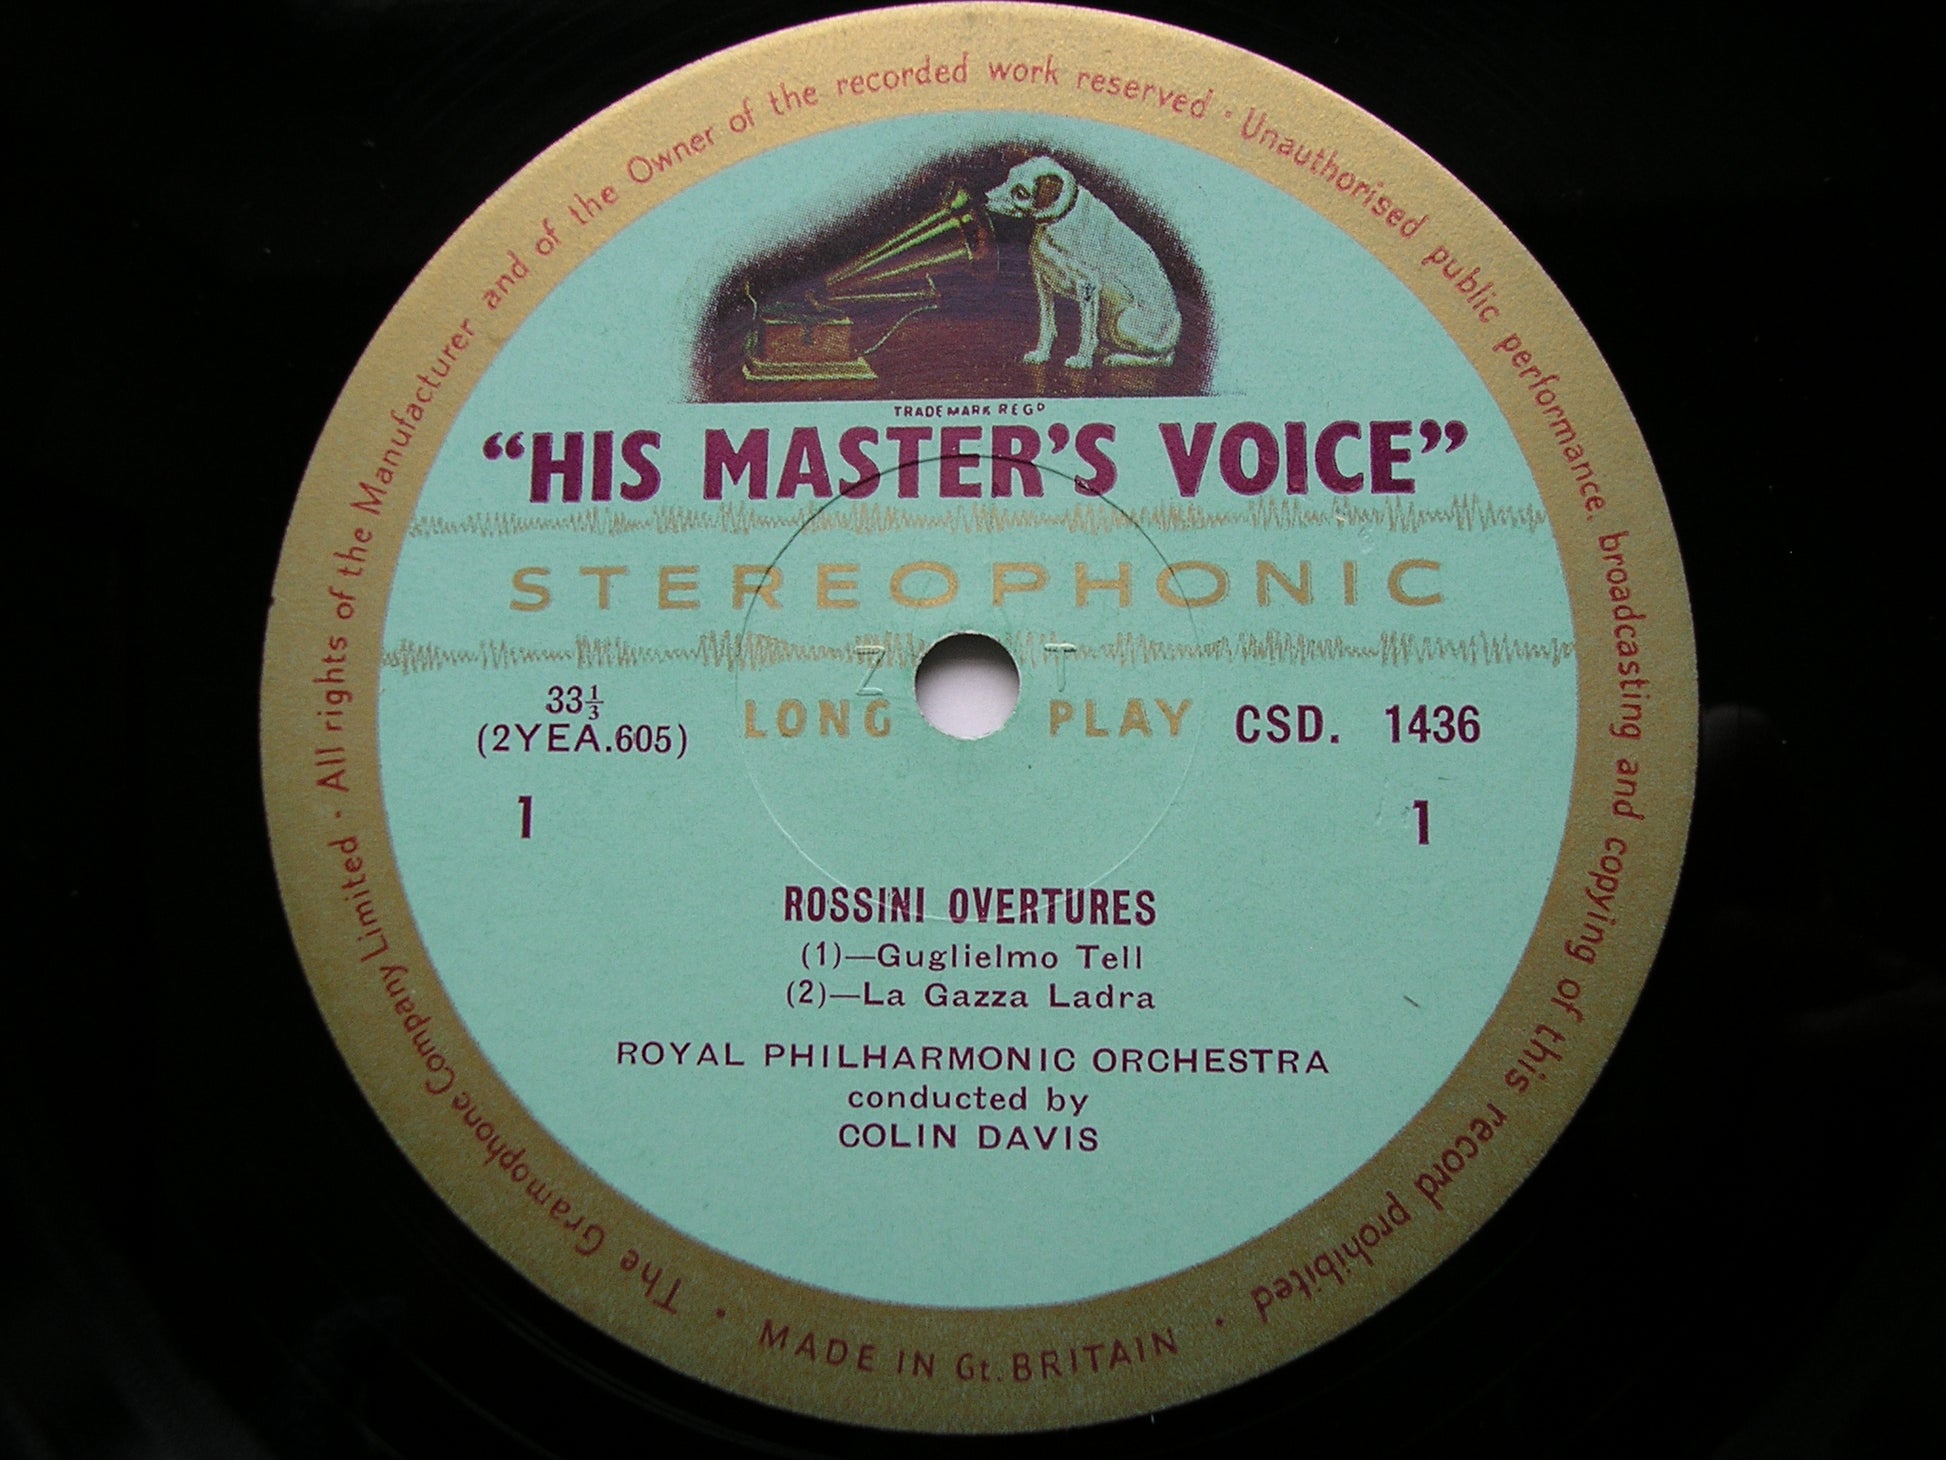 The Gramophone Company Limited · All rights of the Manufacturer and of the Owner of the recorded work reserved · Unauthorised public performance, broadcasting and copying of this record prohibited ·
TRADE MARK REGD
“HIS MASTER'S VOICE”
STEREOPHONIC
Z T
LONG PLAY
33⅓
(2YEA.605)
CSD. 1436
1 1
ROSSINI OVERTURES
(1)—Guglielmo Tell
(2)—La Gazza Ladra
ROYAL PHILHARMONIC ORCHESTRA
conducted by
COLIN DAVIS
· MADE IN Gt. BRITAIN ·